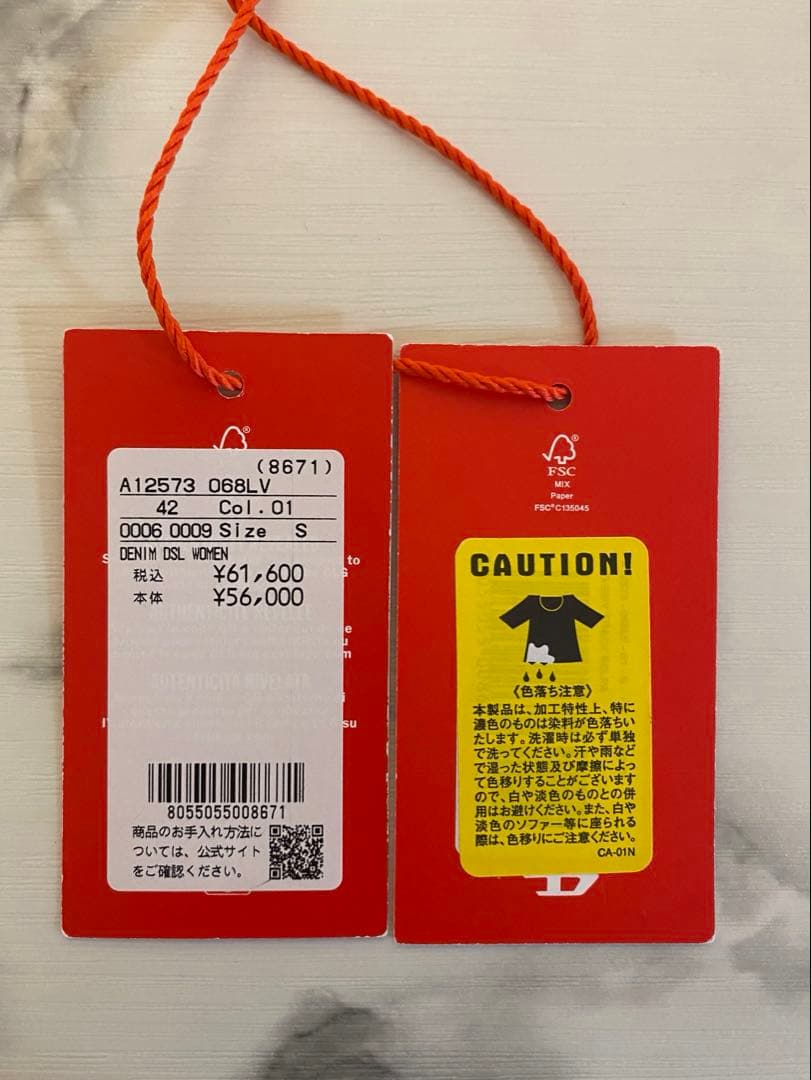 (8671)
A12573 068LV
42 Col.01
0006 0009 Size S
DENIM DSL WOMEN
税込 ¥61,600
本体 ¥56,000
8055055008671
商品のお手入れ方法に
ついては、公式サイト
をご確認ください。
to
AUTENTICITÀ RIVELATA
su
FSC
MIX
Paper
FSC® C135045
CAUTION!
《色落ち注意》
本製品は、加工特性上、特に
濃色のものは染料が色落ちい
たします。洗濯時は必ず単独
で洗ってください。汗や雨など
で湿った状態及び摩擦によっ
て色移りすることがございます
ので、白や淡色のものとの併
用はお避けください。また、白や
淡色のソファー等に座られる
際は、色移りにご注意ください。
CA-01N